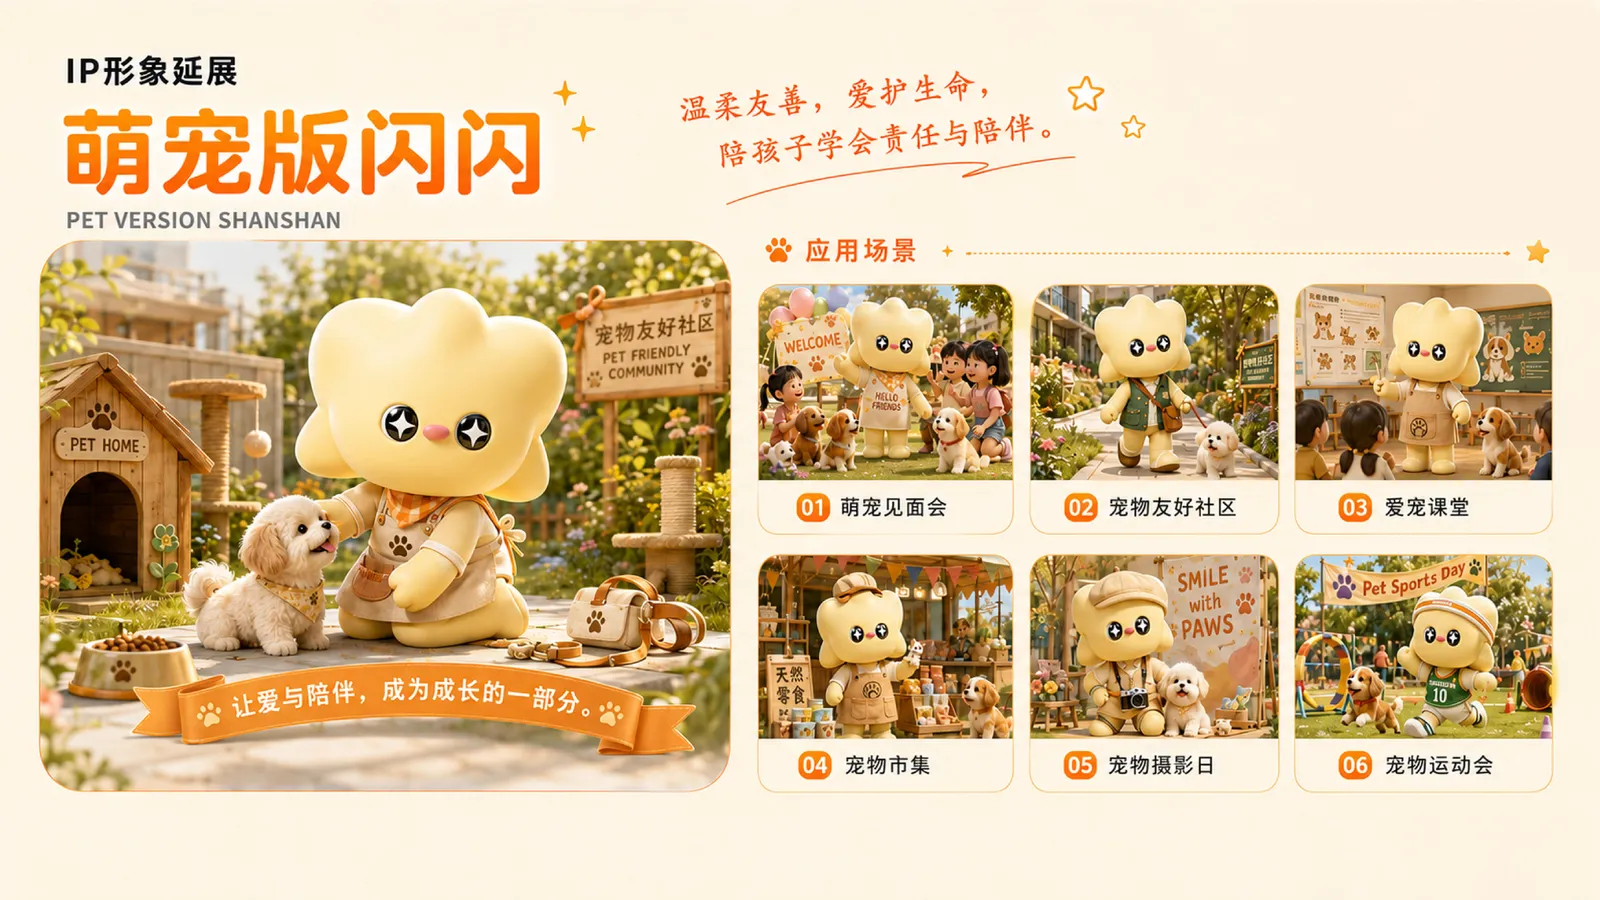 IP形象延展
萌宠版闪闪
PET VERSION SHANSHAN
温柔友善，爱护生命，
陪孩子学会责任与陪伴。
宠物友好社区
PET FRIENDLY
COMMUNITY
PET HOME
让爱与陪伴，成为成长的一部分。
应用场景
WELCOME
HELLO
FRIENDS
01 萌宠见面会
02 宠物友好社区
03 爱宠课堂
天然
零食
04 宠物市集
SMILE
with
PAWS
05 宠物摄影日
Pet Sports Day
10
06 宠物运动会